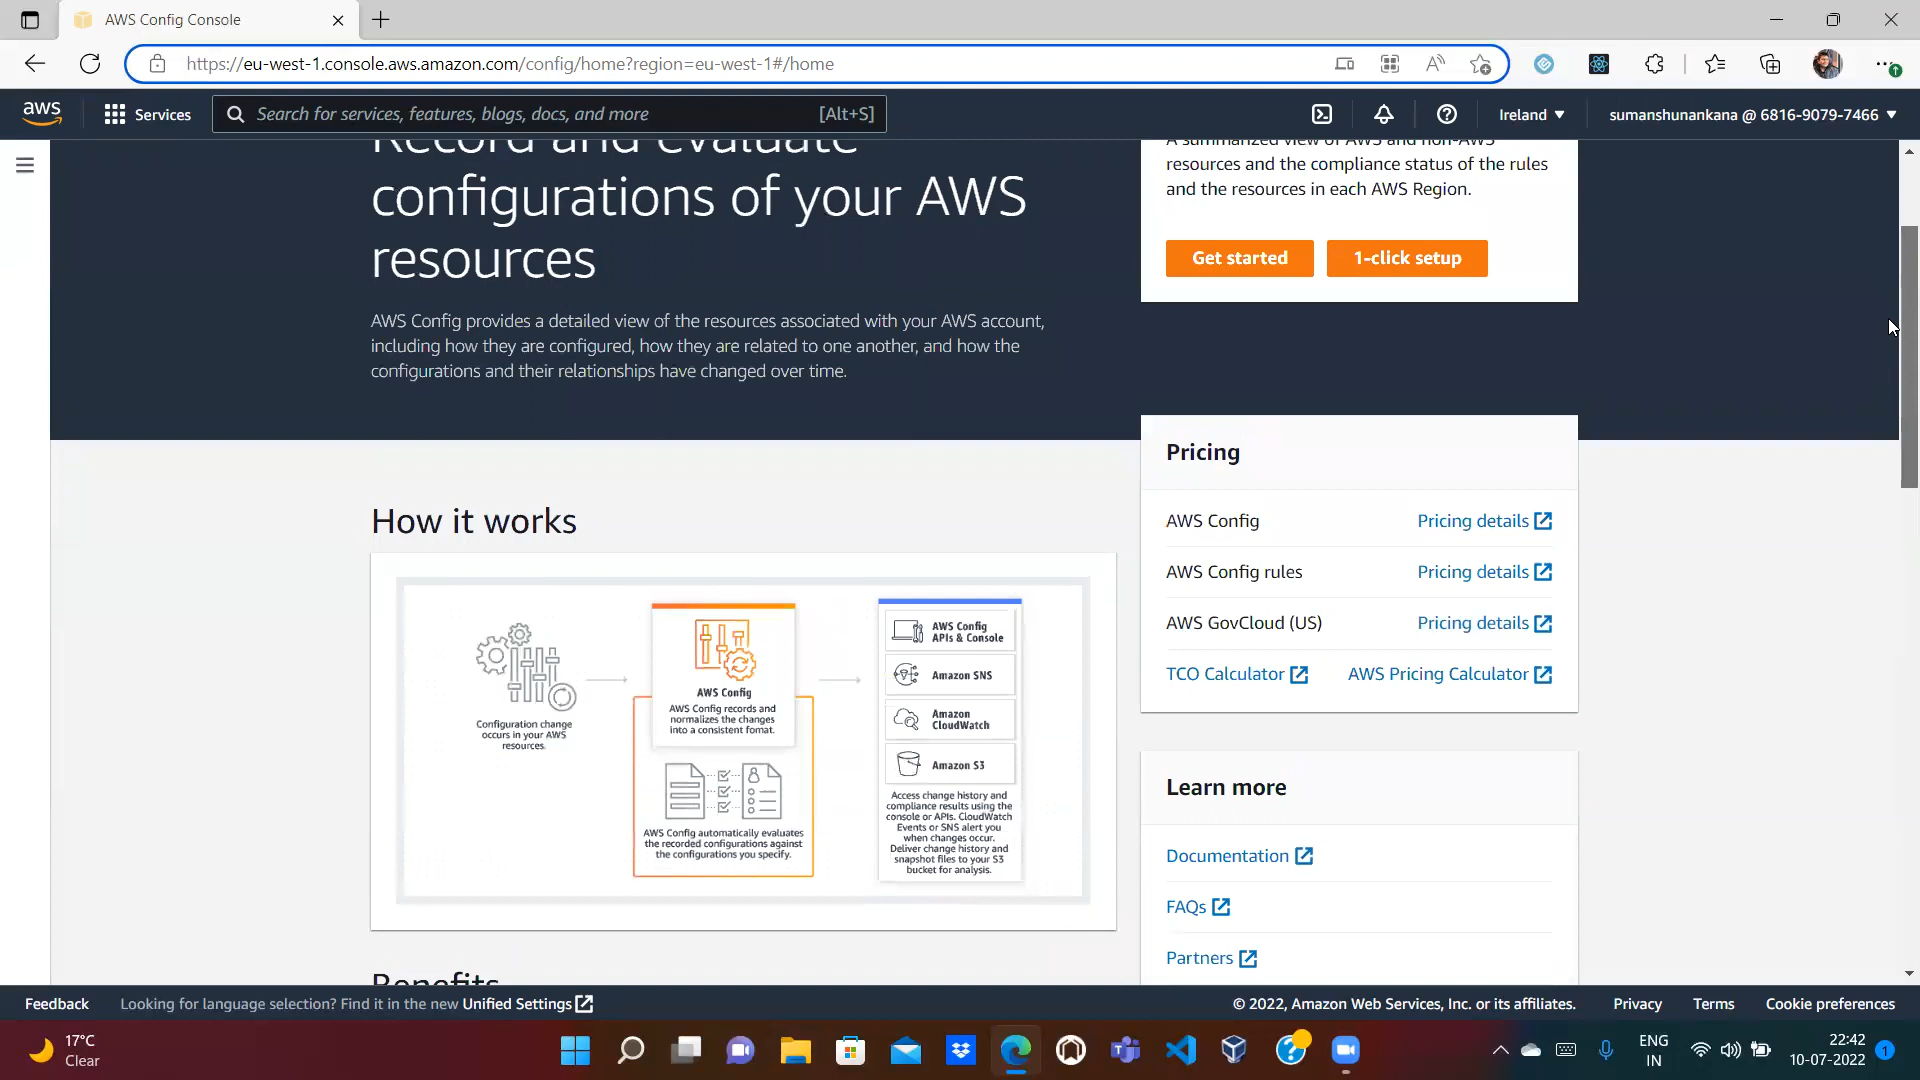 AWS Config Console
https://eu-west-1.console.aws.amazon.com/config/home?region=eu-west-1#/home
aws
Services
Search for services, features, blogs, docs, and more
[Alt+S]
Ireland
sumanshunankana @ 6816-9079-7466
Record and evaluate
configurations of your AWS
resources
AWS Config provides a detailed view of the resources associated with your AWS account,
including how they are configured, how they are related to one another, and how the
configurations and their relationships have changed over time.
A summarized view of AWS and non-AWS
resources and the compliance status of the rules
and the resources in each AWS Region.
Get started
1-click setup
How it works
Configuration change
occurs in your AWS
resources.
AWS Config
AWS Config records and
normalizes the changes
into a consistent format.
AWS Config automatically evaluates
the recorded configurations against
the configurations you specify.
AWS Config
APIs & Console
Amazon SNS
Amazon
CloudWatch
Amazon S3
Access change history and
compliance results using the
console or APIs. CloudWatch
Events or SNS alert you
when changes occur.
Deliver change history and
snapshot files to your S3
bucket for analysis.
Benefits
Pricing
AWS Config
Pricing details
AWS Config rules
Pricing details
AWS GovCloud (US)
Pricing details
TCO Calculator
AWS Pricing Calculator
Learn more
Documentation
FAQs
Partners
Feedback
Looking for language selection? Find it in the new Unified Settings
© 2022, Amazon Web Services, Inc. or its affiliates.
Privacy
Terms
Cookie preferences
17°C
Clear
ENG
IN
22:42
10-07-2022
1